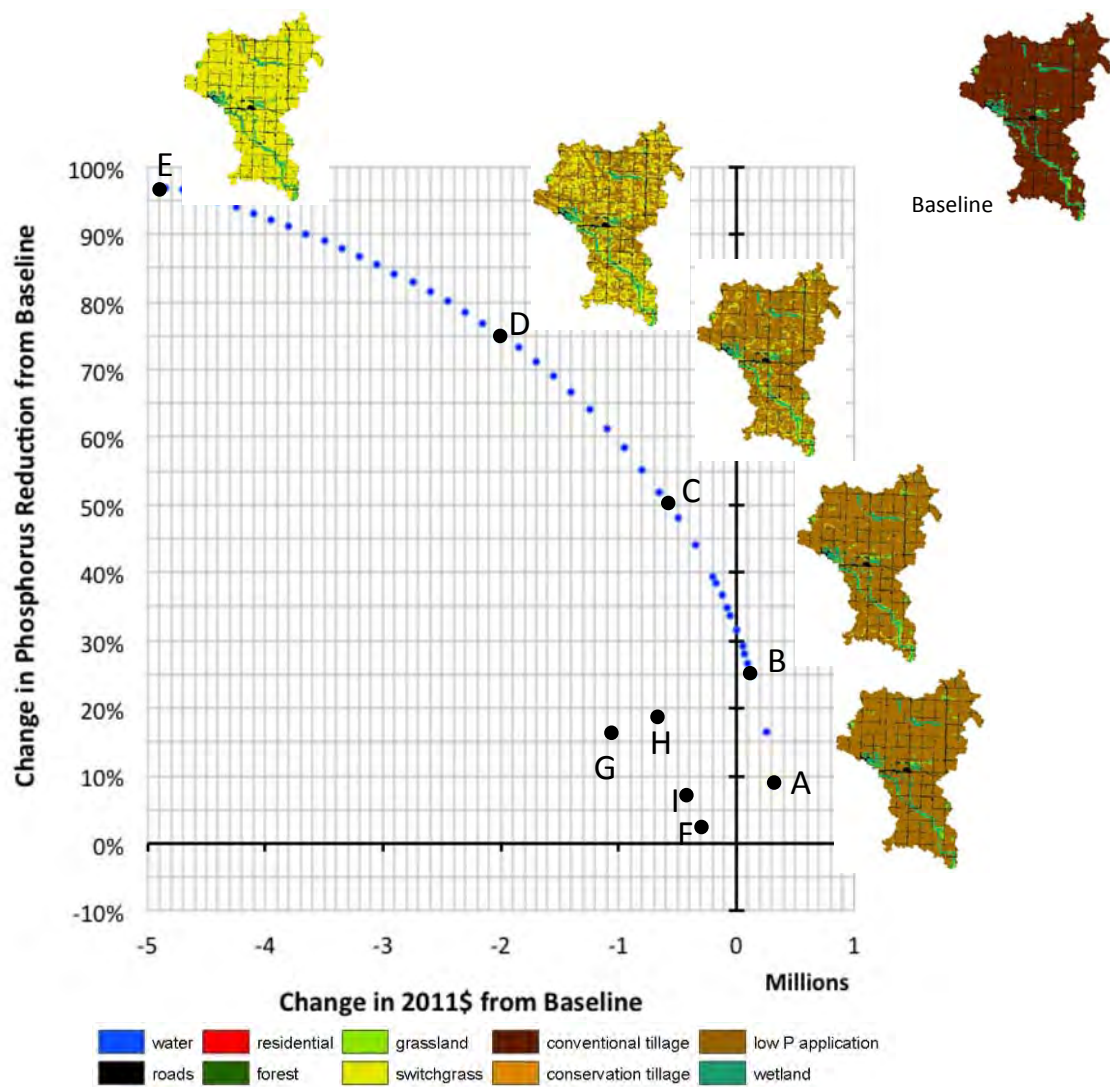 Change in Phosphorus Reduction from Baseline
100%
90%
80%
70%
60%
50%
40%
30%
20%
10%
0%
-10%
E
D
C
B
A
H
G
I
F
Baseline
-5
-4
-3
-2
-1
0
1
Millions
Change in 2011$ from Baseline
water
residential
grassland
conventional tillage
low P application
roads
forest
switchgrass
conservation tillage
wetland